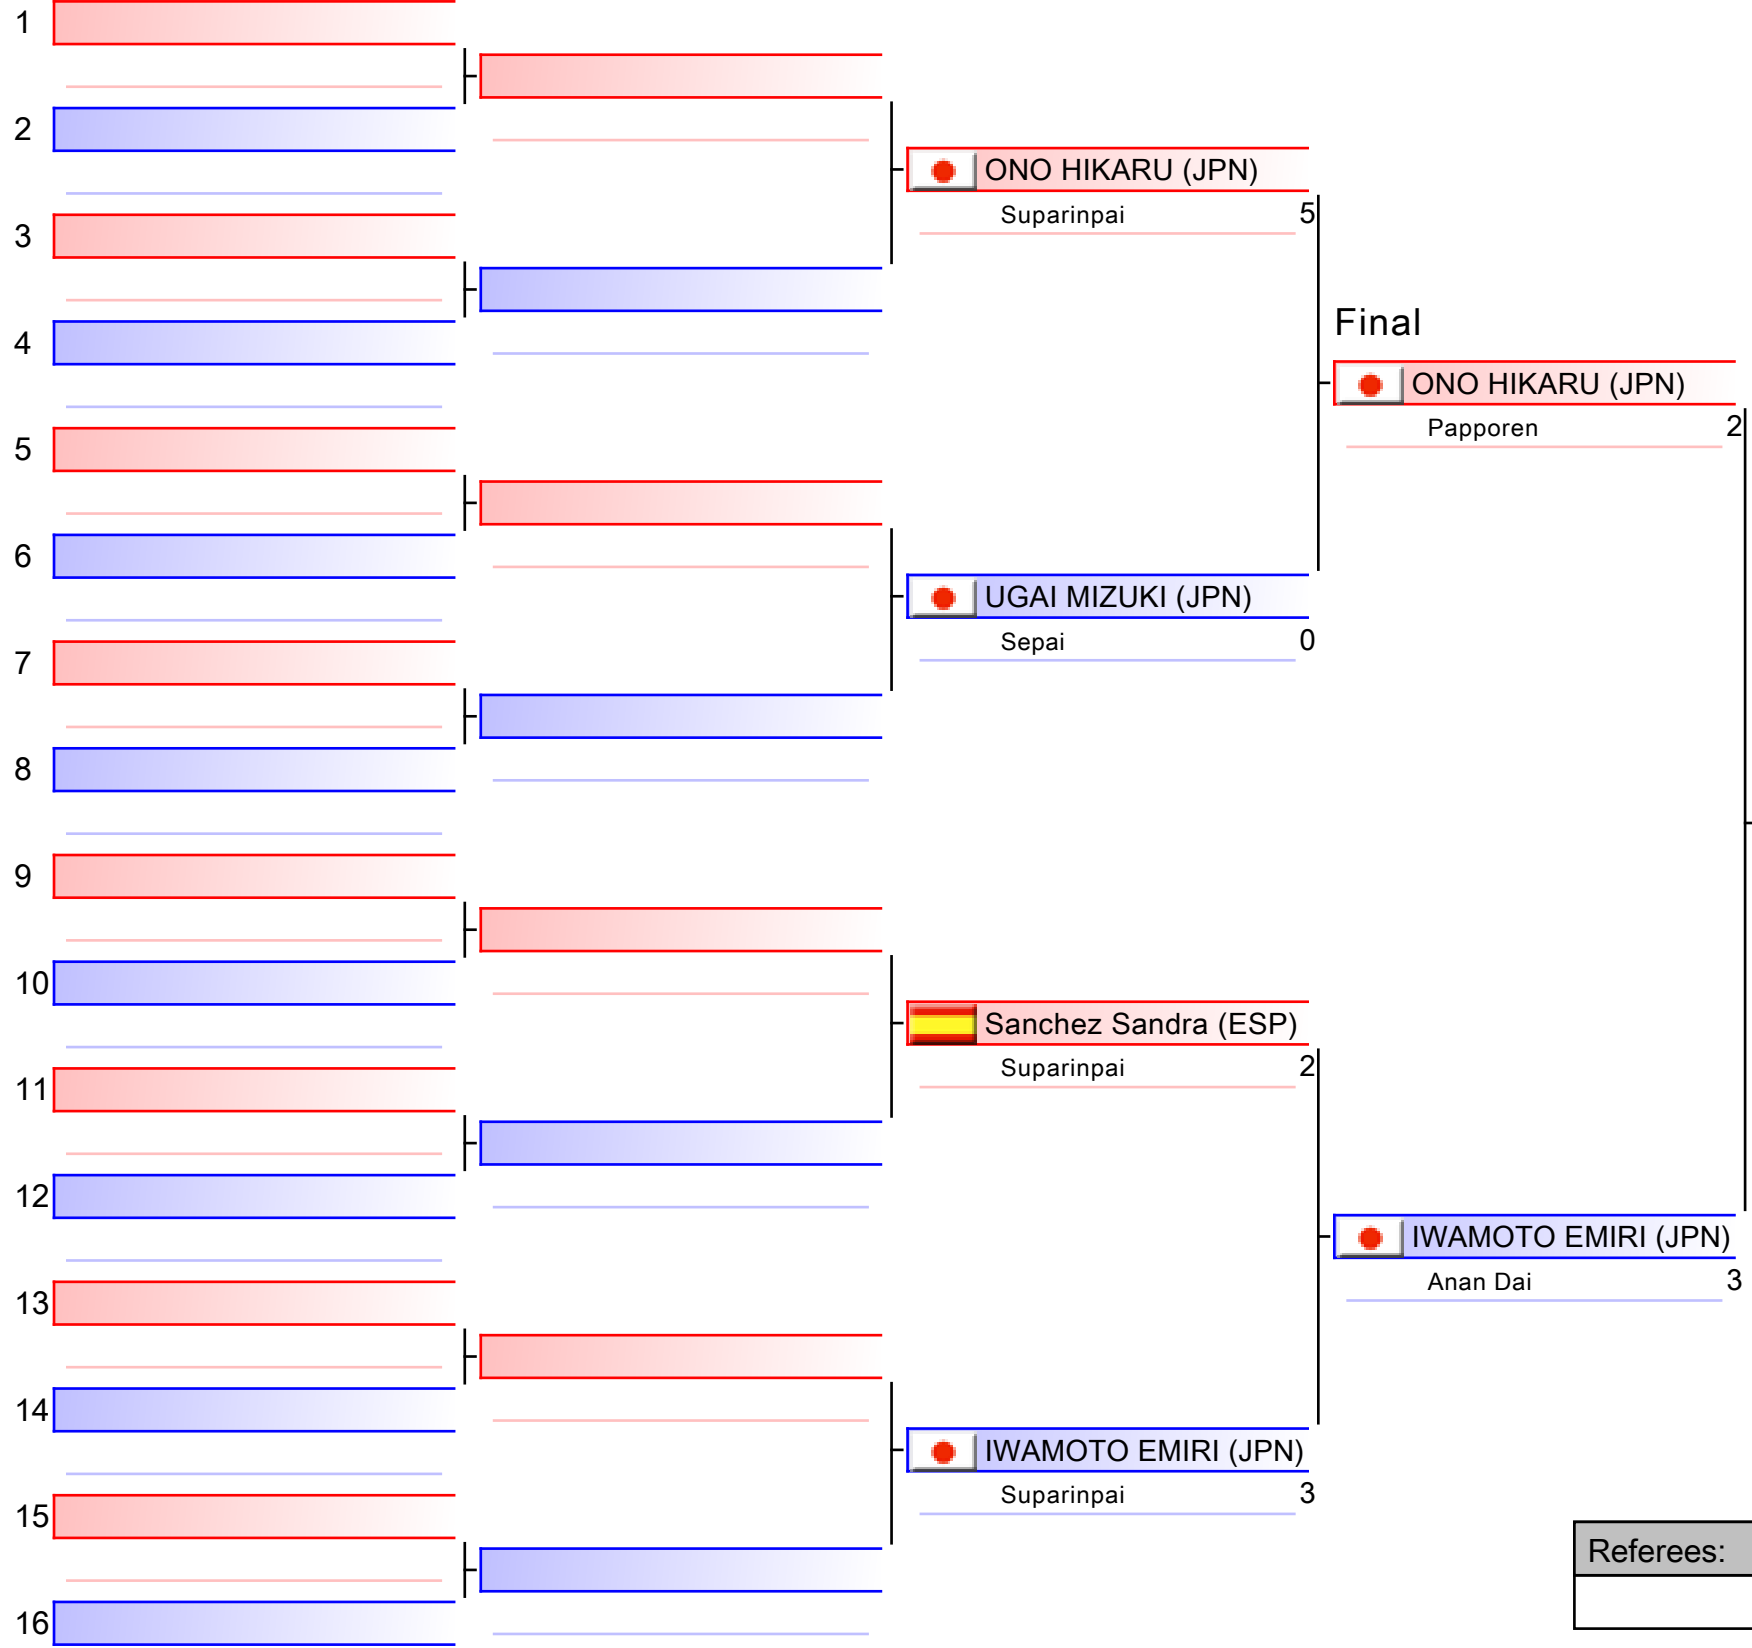 1
2
3
4
5
6
7
8
9
10
11
12
13
14
15
16
ONO HIKARU (JPN)
Suparinpai 5
UGAI MIZUKI (JPN)
Sepai 0
Sanchez Sandra (ESP)
Suparinpai 2
IWAMOTO EMIRI (JPN)
Suparinpai 3
Final
ONO HIKARU (JPN)
Papporen 2
IWAMOTO EMIRI (JPN)
Anan Dai 3
Referees: